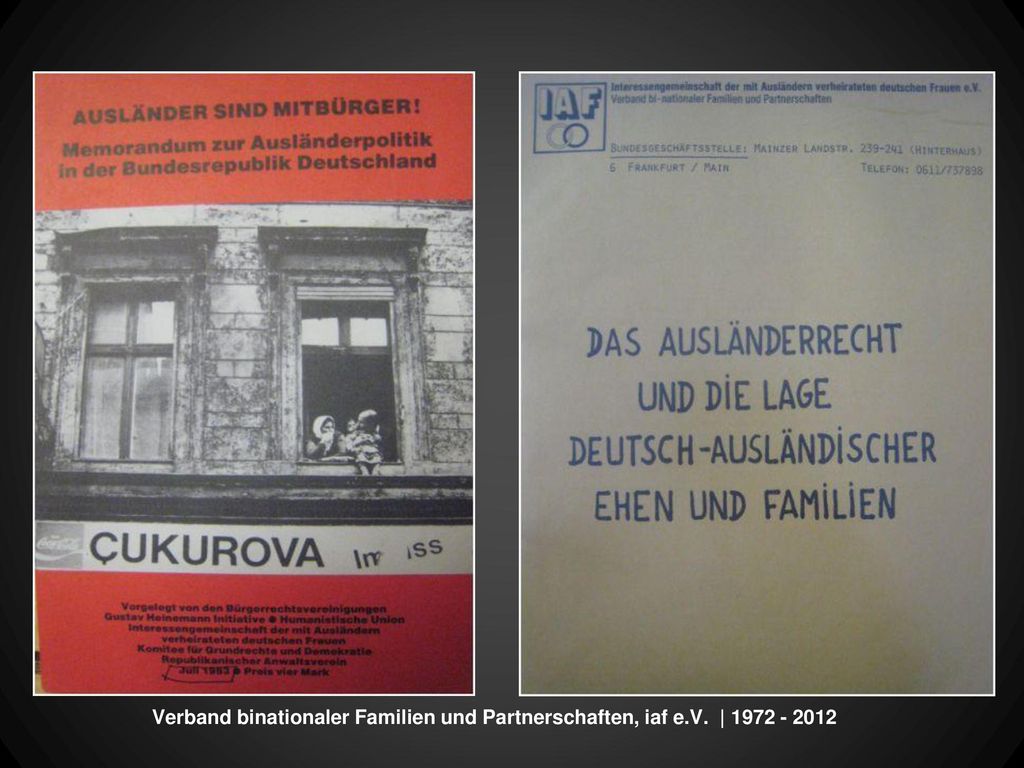 AUSLÄNDER SIND MITBÜRGER!
Memorandum zur Ausländerpolitik
in der Bundesrepublik Deutschland
Coca-Cola
ÇUKUROVA
Vorgelegt von den Bürgerrechtsvereinigungen
Gustav Heinemann Initiative ● Humanistische Union
Interessengemeinschaft der mit Ausländern
verheirateten deutschen Frauen
Komitee für Grundrechte und Demokratie
Republikanischer Anwaltsverein
Juli 1983 ● Preis vier Mark
IAF
Interessengemeinschaft der mit Ausländern verheirateten deutschen Frauen e.V.
Verband bi-nationaler Familien und Partnerschaften
BUNDESGESCHÄFTSSTELLE: MAINZER LANDSTR. 239-241 (HINTERHAUS)
6 FRANKFURT / MAIN TELEFON: 0611/737898
DAS AUSLÄNDERRECHT
UND DIE LAGE
DEUTSCH-AUSLÄNDISCHER
EHEN UND FAMILIEN
Verband binationaler Familien und Partnerschaften, iaf e.V. | 1972 - 2012